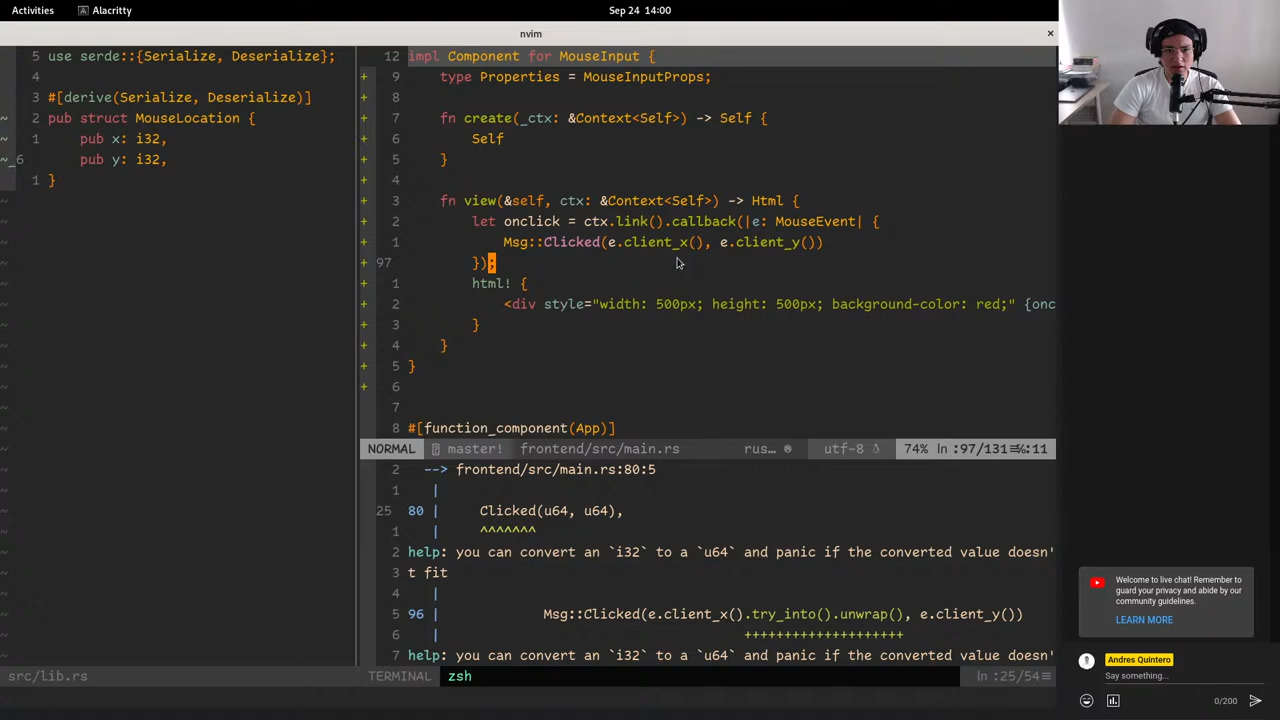 Activities
Alacritty
Sep 24 14:00
nvim
×
5 use serde::{Serialize, Deserialize};
4
3 #[derive(Serialize, Deserialize)]
2 pub struct MouseLocation {
~ 1     pub x: i32,
~_6     pub y: i32,
1 }
src/lib.rs
12 impl Component for MouseInput {
+ 9     type Properties = MouseInputProps;
+ 8
+ 7     fn create(_ctx: &Context<Self>) -> Self {
+ 6         Self
+ 5     }
+ 4
+ 3     fn view(&self, ctx: &Context<Self>) -> Html {
+ 2         let onclick = ctx.link().callback(|e: MouseEvent| {
+ 1             Msg::Clicked(e.client_x(), e.client_y())
+ 97         });
+ 1         html! {
+ 2             <div style="width: 500px; height: 500px; background-color: red;" {onc
+ 3         }
+ 4     }
+ 5 }
+ 6
7
8 #[function_component(App)]
NORMAL master! frontend/src/main.rs rus… utf-8 74% ln :97/131≡℅:11
2 --> frontend/src/main.rs:80:5
1 |
25 80 |     Clicked(u64, u64),
1 |     ^^^^^^^
2 help: you can convert an `i32` to a `u64` and panic if the converted value doesn'
3 t fit
4 |
5 96 |             Msg::Clicked(e.client_x().try_into().unwrap(), e.client_y())
6 |                                      ++++++++++++++++++++
7 help: you can convert an `i32` to a `u64` and panic if the converted value doesn'
TERMINAL zsh ln :25/54≡
Welcome to live chat! Remember to
guard your privacy and abide by our
community guidelines.
LEARN MORE
Andres Quintero
Say something...
0/200